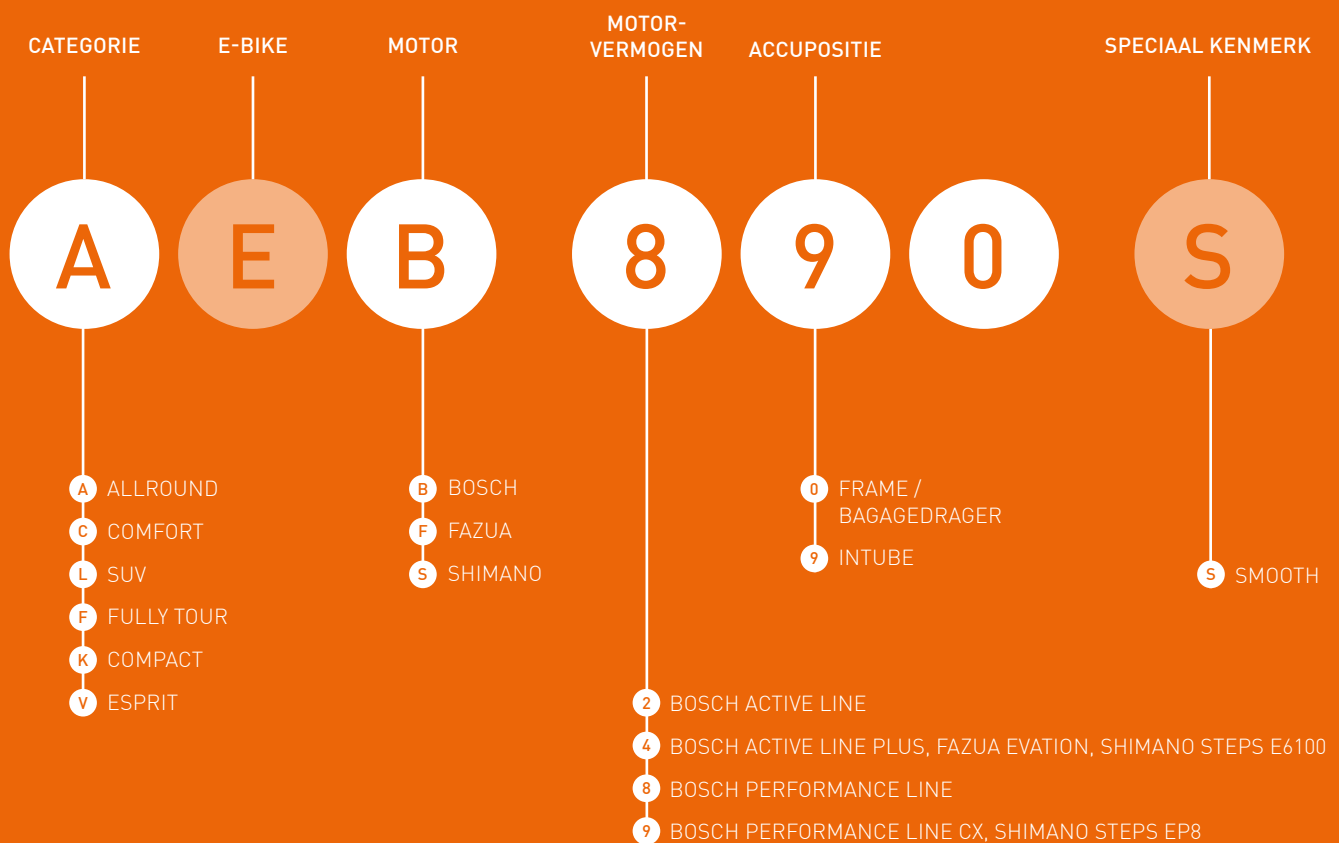 CATEGORIE
E-BIKE
MOTOR
MOTOR-
VERMOGEN
ACCUPOSITIE
SPECIAAL KENMERK
A E B 8 9 0 S
A ALLROUND
C COMFORT
L SUV
F FULLY TOUR
K COMPACT
V ESPRIT
B BOSCH
F FAZUA
S SHIMANO
2 BOSCH ACTIVE LINE
4 BOSCH ACTIVE LINE PLUS, FAZUA EVATION, SHIMANO STEPS E6100
8 BOSCH PERFORMANCE LINE
9 BOSCH PERFORMANCE LINE CX, SHIMANO STEPS EP8
0 FRAME /
BAGAGEDRAGER
9 INTUBE
S SMOOTH